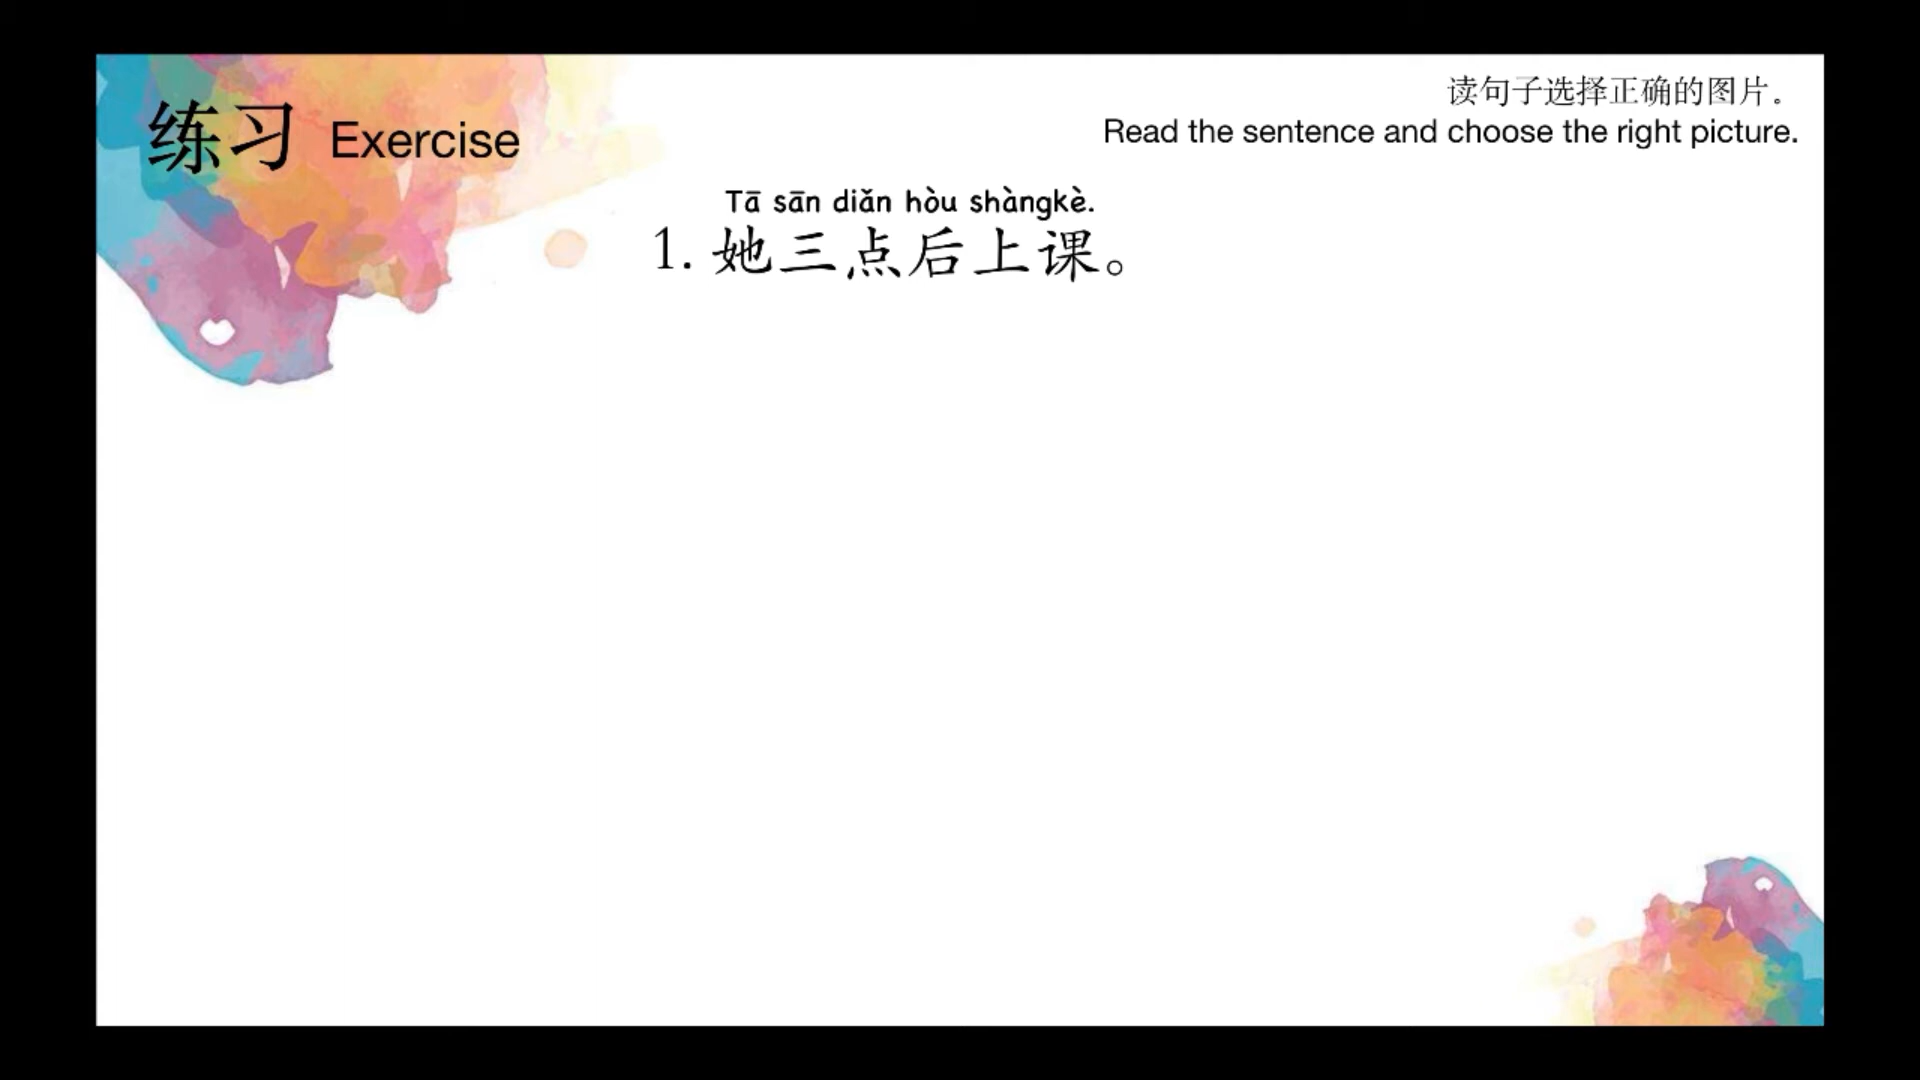 练习 Exercise
读句子选择正确的图片。
Read the sentence and choose the right picture.
Tā sān diǎn hòu shàngkè.
1. 她三点后上课。